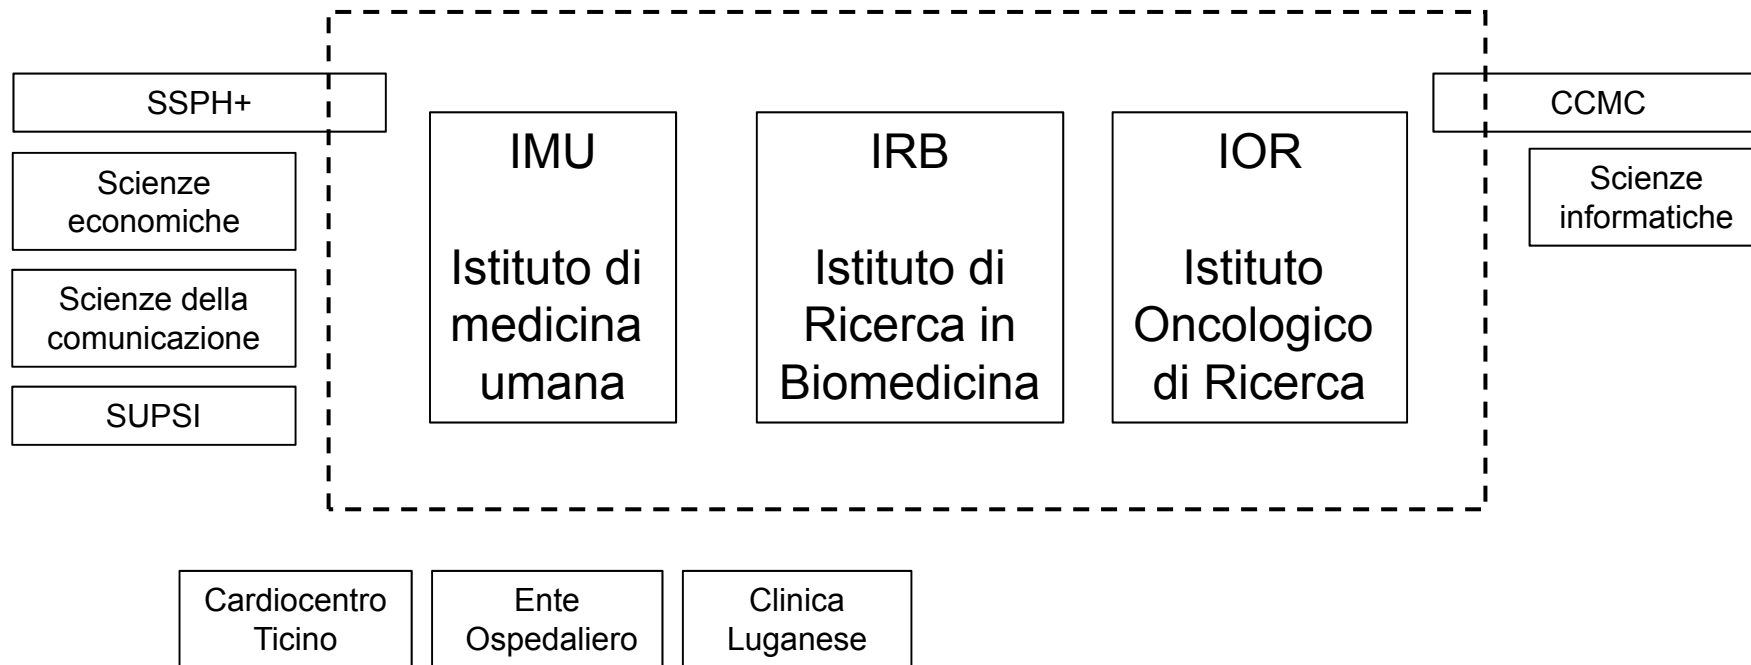 SSPH+
Scienze
economiche
Scienze della
comunicazione
SUPSI
IMU
Istituto di
medicina
umana
IRB
Istituto di
Ricerca in
Biomedicina
IOR
Istituto
Oncologico
di Ricerca
CCMC
Scienze
informatiche
Cardiocentro
Ticino
Ente
Ospedaliero
Clinica
Luganese